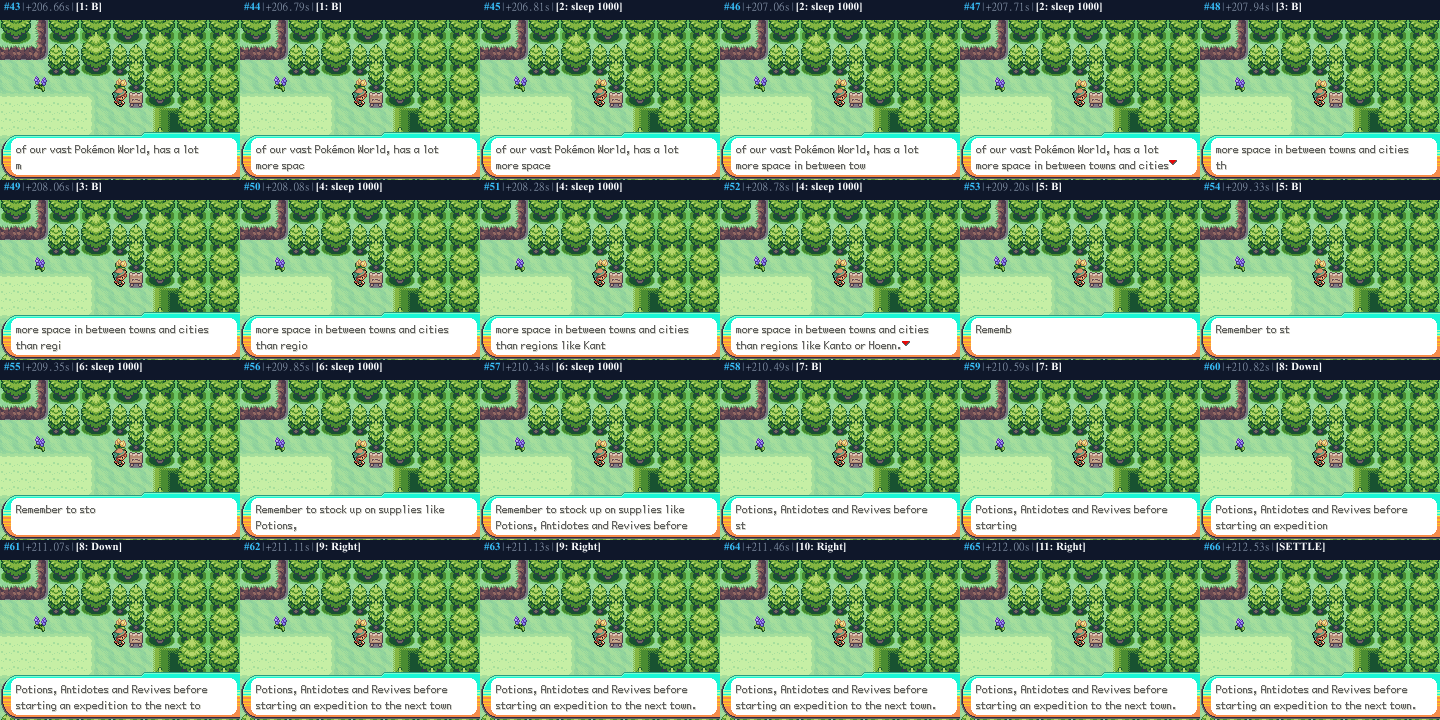 #43 |+206.66s| [1: B]
#44 |+206.79s| [1: B]
#45 |+206.81s| [2: sleep 1000]
#46 |+207.06s| [2: sleep 1000]
#47 |+207.71s| [2: sleep 1000]
#48 |+207.94s| [3: B]
of our vast Pokémon World, has a lot
m
of our vast Pokémon World, has a lot
more spac
of our vast Pokémon World, has a lot
more space
of our vast Pokémon World, has a lot
more space in between tow
of our vast Pokémon World, has a lot
more space in between towns and cities
more space in between towns and cities
th
#49 |+208.06s| [3: B]
#50 |+208.08s| [4: sleep 1000]
#51 |+208.28s| [4: sleep 1000]
#52 |+208.78s| [4: sleep 1000]
#53 |+209.20s| [5: B]
#54 |+209.33s| [5: B]
more space in between towns and cities
than regi
more space in between towns and cities
than regio
more space in between towns and cities
than regions like Kant
more space in between towns and cities
than regions like Kanto or Hoenn.
Rememb
Remember to st
#55 |+209.35s| [6: sleep 1000]
#56 |+209.85s| [6: sleep 1000]
#57 |+210.34s| [6: sleep 1000]
#58 |+210.49s| [7: B]
#59 |+210.59s| [7: B]
#60 |+210.82s| [8: Down]
Remember to sto
Remember to stock up on supplies like
Potions,
Remember to stock up on supplies like
Potions, Antidotes and Revives before
Potions, Antidotes and Revives before
st
Potions, Antidotes and Revives before
starting
Potions, Antidotes and Revives before
starting an expedition
#61 |+211.07s| [8: Down]
#62 |+211.11s| [9: Right]
#63 |+211.13s| [9: Right]
#64 |+211.46s| [10: Right]
#65 |+212.00s| [11: Right]
#66 |+212.53s| [SETTLE]
Potions, Antidotes and Revives before
starting an expedition to the next to
Potions, Antidotes and Revives before
starting an expedition to the next town
Potions, Antidotes and Revives before
starting an expedition to the next town.
Potions, Antidotes and Revives before
starting an expedition to the next town.
Potions, Antidotes and Revives before
starting an expedition to the next town.
Potions, Antidotes and Revives before
starting an expedition to the next town.